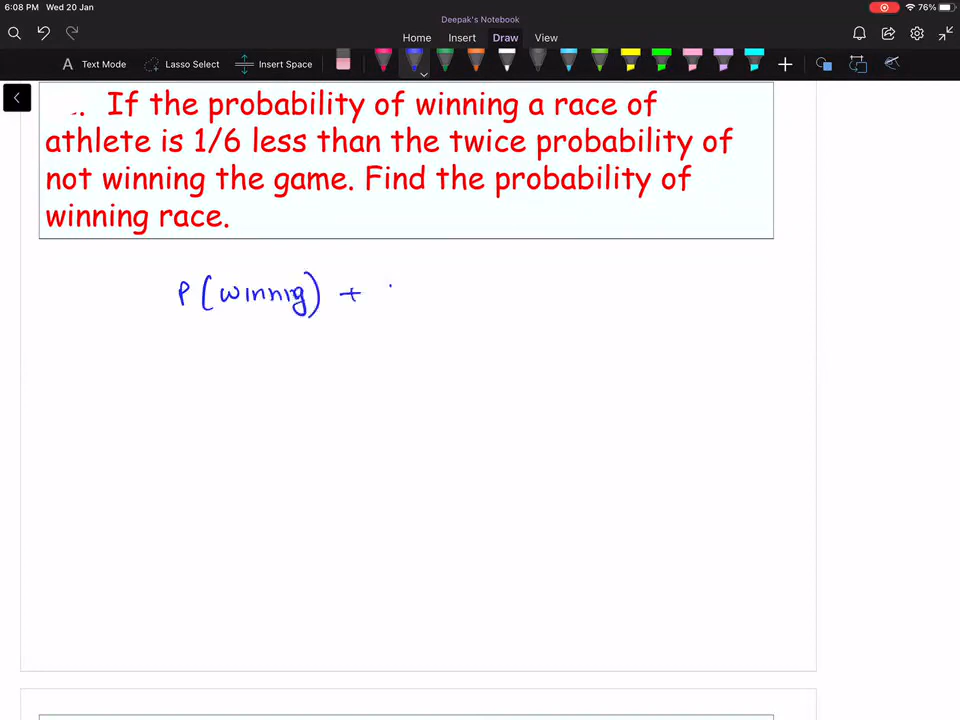 6:08 PM Wed 20 Jan
76%
Deepak's Notebook
Home Insert Draw View
Text Mode Lasso Select Insert Space
. If the probability of winning a race of
athlete is 1/6 less than the twice probability of
not winning the game. Find the probability of
winning race.
P (winnig) +